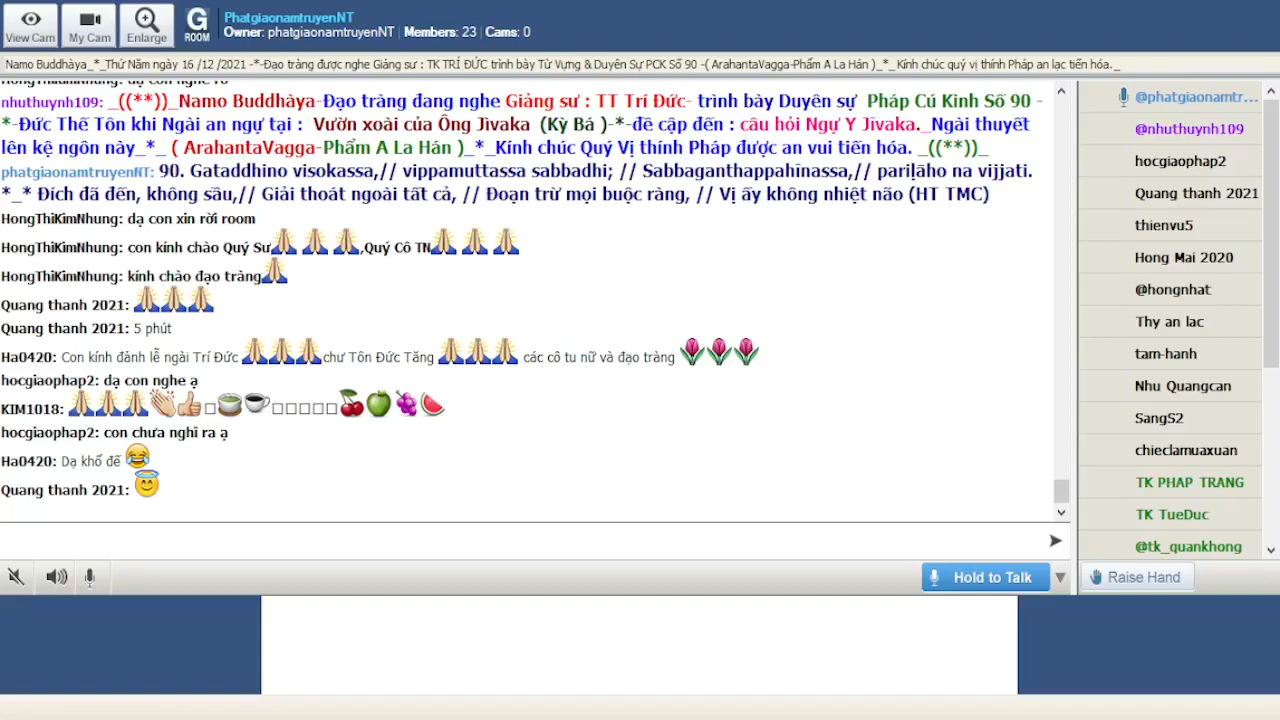 View Cam
My Cam
Enlarge
G
ROOM
PhatgiaonamtruyenNT
Owner: phatgiaonamtruyenNT | Members: 23 | Cams: 0
Namo Buddhàya_*_Thứ Năm ngày 16 /12 /2021 -*-Đạo tràng được nghe Giảng sư : TK TRÍ ĐỨC trình bày Từ Vựng & Duyên Sự PCK Số 90 -( ArahantaVagga-Phẩm A La Hán )_*_ Kính chúc quý vị thính Pháp an lạc tiến hóa._
nhuthuynh109: _((**))_Namo Buddhàya-Đạo tràng đang nghe Giảng sư : TT Trí Đức- trình bày Duyên sự Pháp Cú Kinh Số 90 -
*-Đức Thế Tôn khi Ngài an ngự tại : Vườn xoài của Ông Jìvaka (Kỳ Bá )-*-đề cập đến : câu hỏi Ngự Y Jìvaka._Ngài thuyết
lên kệ ngôn này_*_ ( ArahantaVagga-Phẩm A La Hán )_*_Kính chúc Quý Vị thính Pháp được an vui tiến hóa. _((**))_
phatgiaonamtruyenNT: 90. Gataddhino visokassa,// vippamuttassa sabbadhi; // Sabbaganthappahīnassa,// pariḷāho na vijjati.
*_* Đích đã đến, không sầu,// Giải thoát ngoài tất cả, // Đoạn trừ mọi buộc ràng, // Vị ấy không nhiệt não (HT TMC)
HongThiKimNhung: dạ con xin rời room
HongThiKimNhung: con kính chào Quý Sư🙏🙏🙏,Quý Cô TN🙏🙏🙏
HongThiKimNhung: kính chào đạo tràng🙏
Quang thanh 2021: 🙏🙏🙏
Quang thanh 2021: 5 phút
Ha0420: Con kính đảnh lễ ngài Trí Đức 🙏🙏🙏chư Tôn Đức Tăng 🙏🙏🙏 các cô tu nữ và đạo tràng 🌷🌷🌷
hocgiaophap2: dạ con nghe ạ
KIM1018: 🙏🙏🙏👏👍□🍵☕□□□□□🍒🍏🍇🍉
hocgiaophap2: con chưa nghĩ ra ạ
Ha0420: Dạ khổ đế 😂
Quang thanh 2021: 😇
@phatgiaonamtr...
@nhuthuynh109
hocgiaophap2
Quang thanh 2021
thienvu5
Hong Mai 2020
@hongnhat
Thy an lac
tam-hanh
Nhu Quangcan
SangS2
chieclamuaxuan
TK PHAP TRANG
TK TueDuc
@tk_quankhong
Hold to Talk
Raise Hand